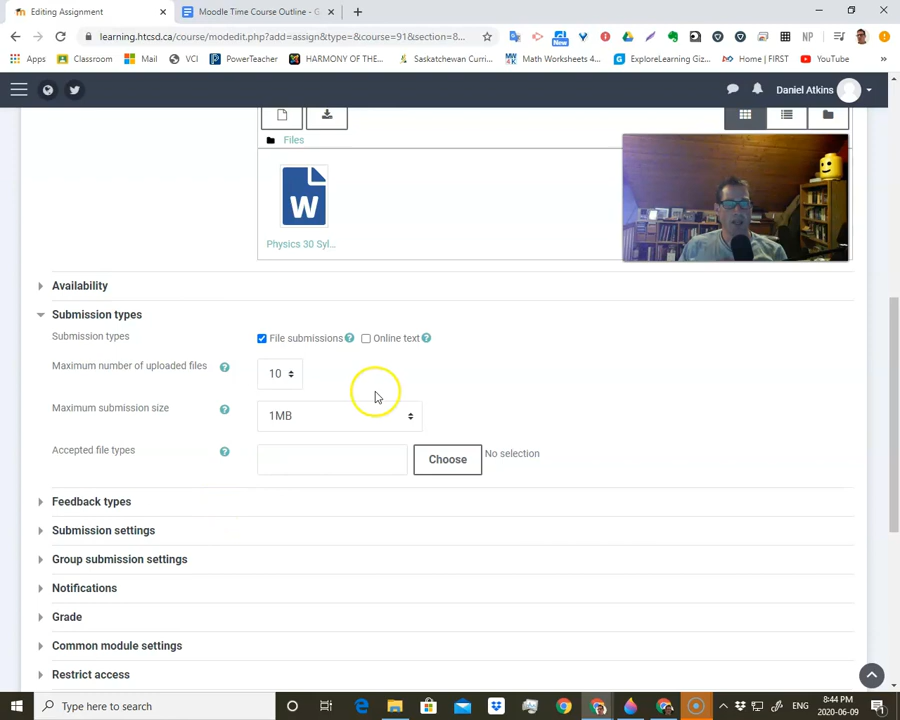 Editing Assignment
Moodle Time Course Outline - G
learning.htcsd.ca/course/modedit.php?add=assign&type=&course=91&section=8...
Apps
Classroom
Mail
VCI
PowerTeacher
HARMONY OF THE...
Saskatchewan Curri...
Math Worksheets 4...
ExploreLearning Giz...
Home | FIRST
YouTube
New
NP
Daniel Atkins
Files
W
Physics 30 Syl...
Availability
Submission types
Submission types
File submissions
Online text
Maximum number of uploaded files
10
Maximum submission size
1MB
Accepted file types
Choose
No selection
Feedback types
Submission settings
Group submission settings
Notifications
Grade
Common module settings
Restrict access
Type here to search
8:44 PM
2020-06-09